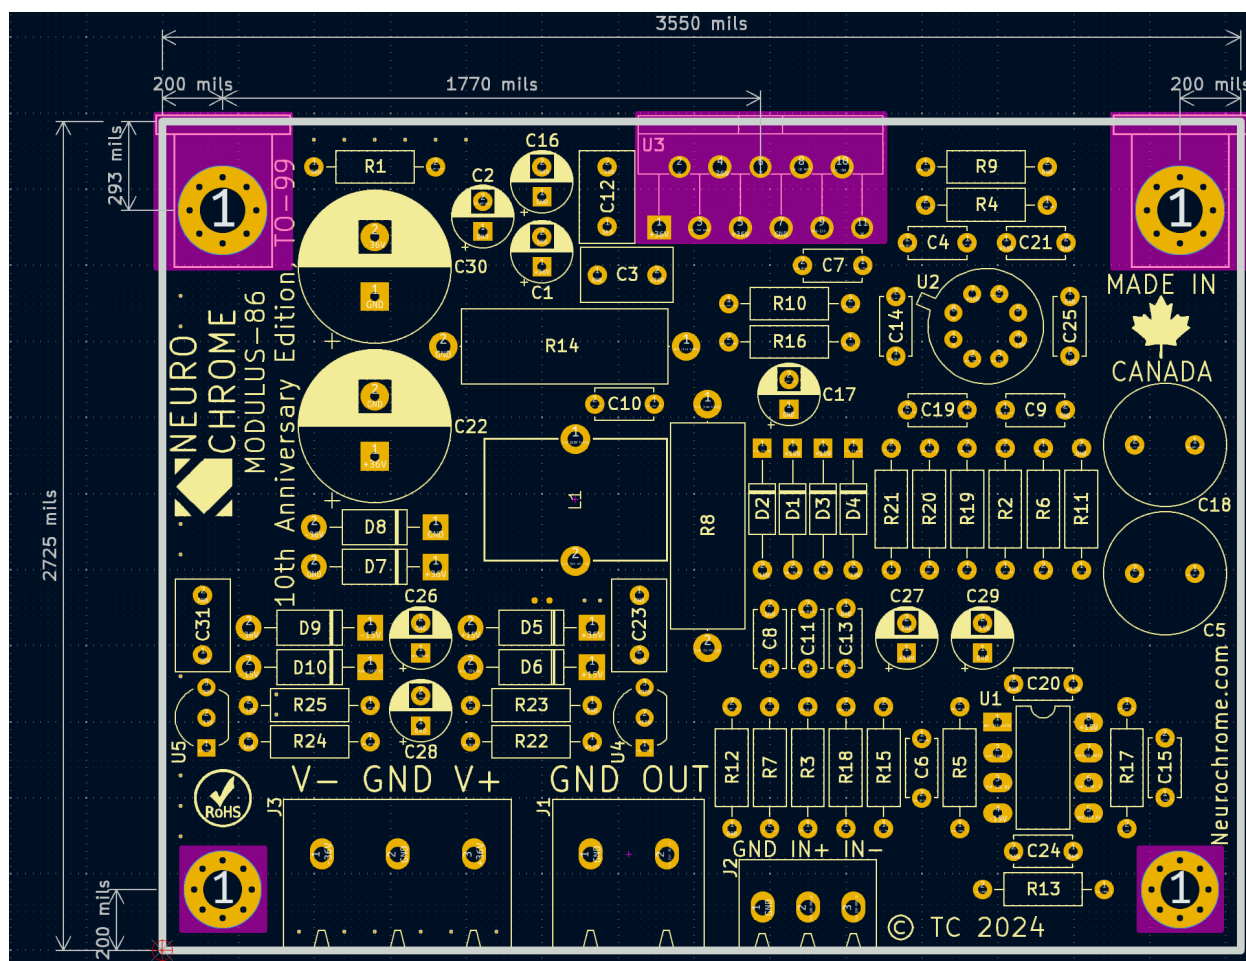 3550 mils
200 mils
1770 mils
200 mils
293 mils
2725 mils
200 mils
1
1
1
1
TO-99
R1
C16
C2
C12
U3
R9
R4
C30
C1
C3
C7
C4
C21
U2
MADE IN
CANADA
R10
R16
C14
C25
R14
C10
C17
C19
C9
C22
NEURO
CHROME
MODULUS-86
10th Anniversary Edition
L1
R8
D2
D1
D3
D4
R21
R20
R19
R2
R6
R11
C18
C5
D8
D7
C31
D9
D10
C26
D5
D6
C23
C8
C11
C13
C27
C29
U5
R25
R24
C28
R23
R22
U4
C20
U1
R12
R7
R3
R18
R15
C6
R5
R17
C15
Neurochrome.com
RoHS
V- GND V+
GND OUT
J3
J1
J2
GND IN+ IN-
C24
R13
© TC 2024